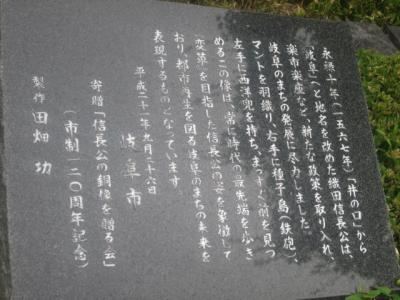 永禄十年(一五六七年)「井の口」から
「岐阜」へと地名を改めた織田信長公は、
楽市楽座など、新たな政策を取り入れ、
岐阜のまちの発展に尽力しました。
マントを羽織り、右手に種子島(鉄砲)、
左手に西洋兜を持ち、まっすぐ前を見つ
めるこの像は、常に時代の最先端を歩き、
変革を目指した信長公の姿を象徴して
おり、都市再生を図る岐阜のまちの未来を
表現するものとなっています。
平成二十一年九月二十六日
岐阜市
寄贈「信長公の銅像を贈る会」
(市制一二〇周年記念)
製作 田畑 功